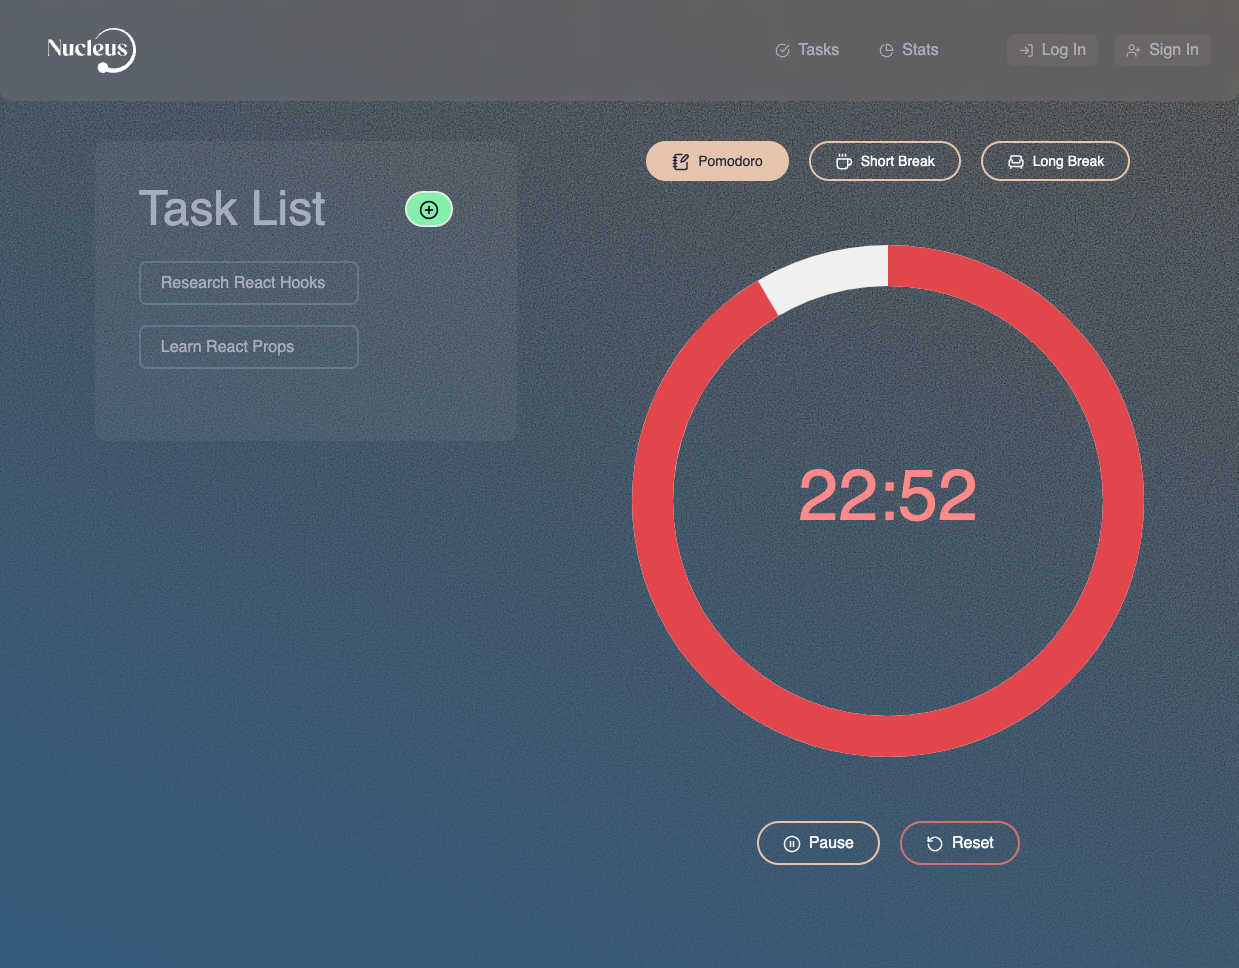 Nucleus
Tasks
Stats
Log In
Sign In
Pomodoro
Short Break
Long Break
Task List
Research React Hooks
Learn React Props
22:52
Pause
Reset